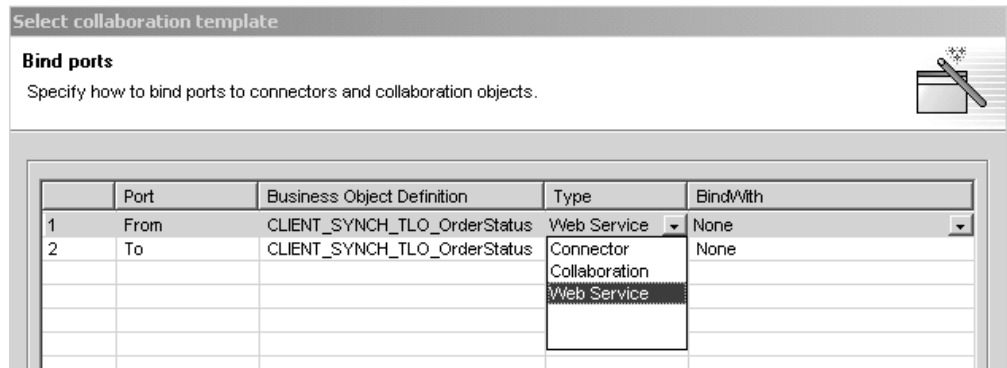 Select collaboration template
Bind ports
Specify how to bind ports to connectors and collaboration objects.
Port Business Object Definition Type BindWith
1 From CLIENT_SYNCH_TLO_OrderStatus Web Service None
2 To CLIENT_SYNCH_TLO_OrderStatus Connector None
Collaboration
Web Service